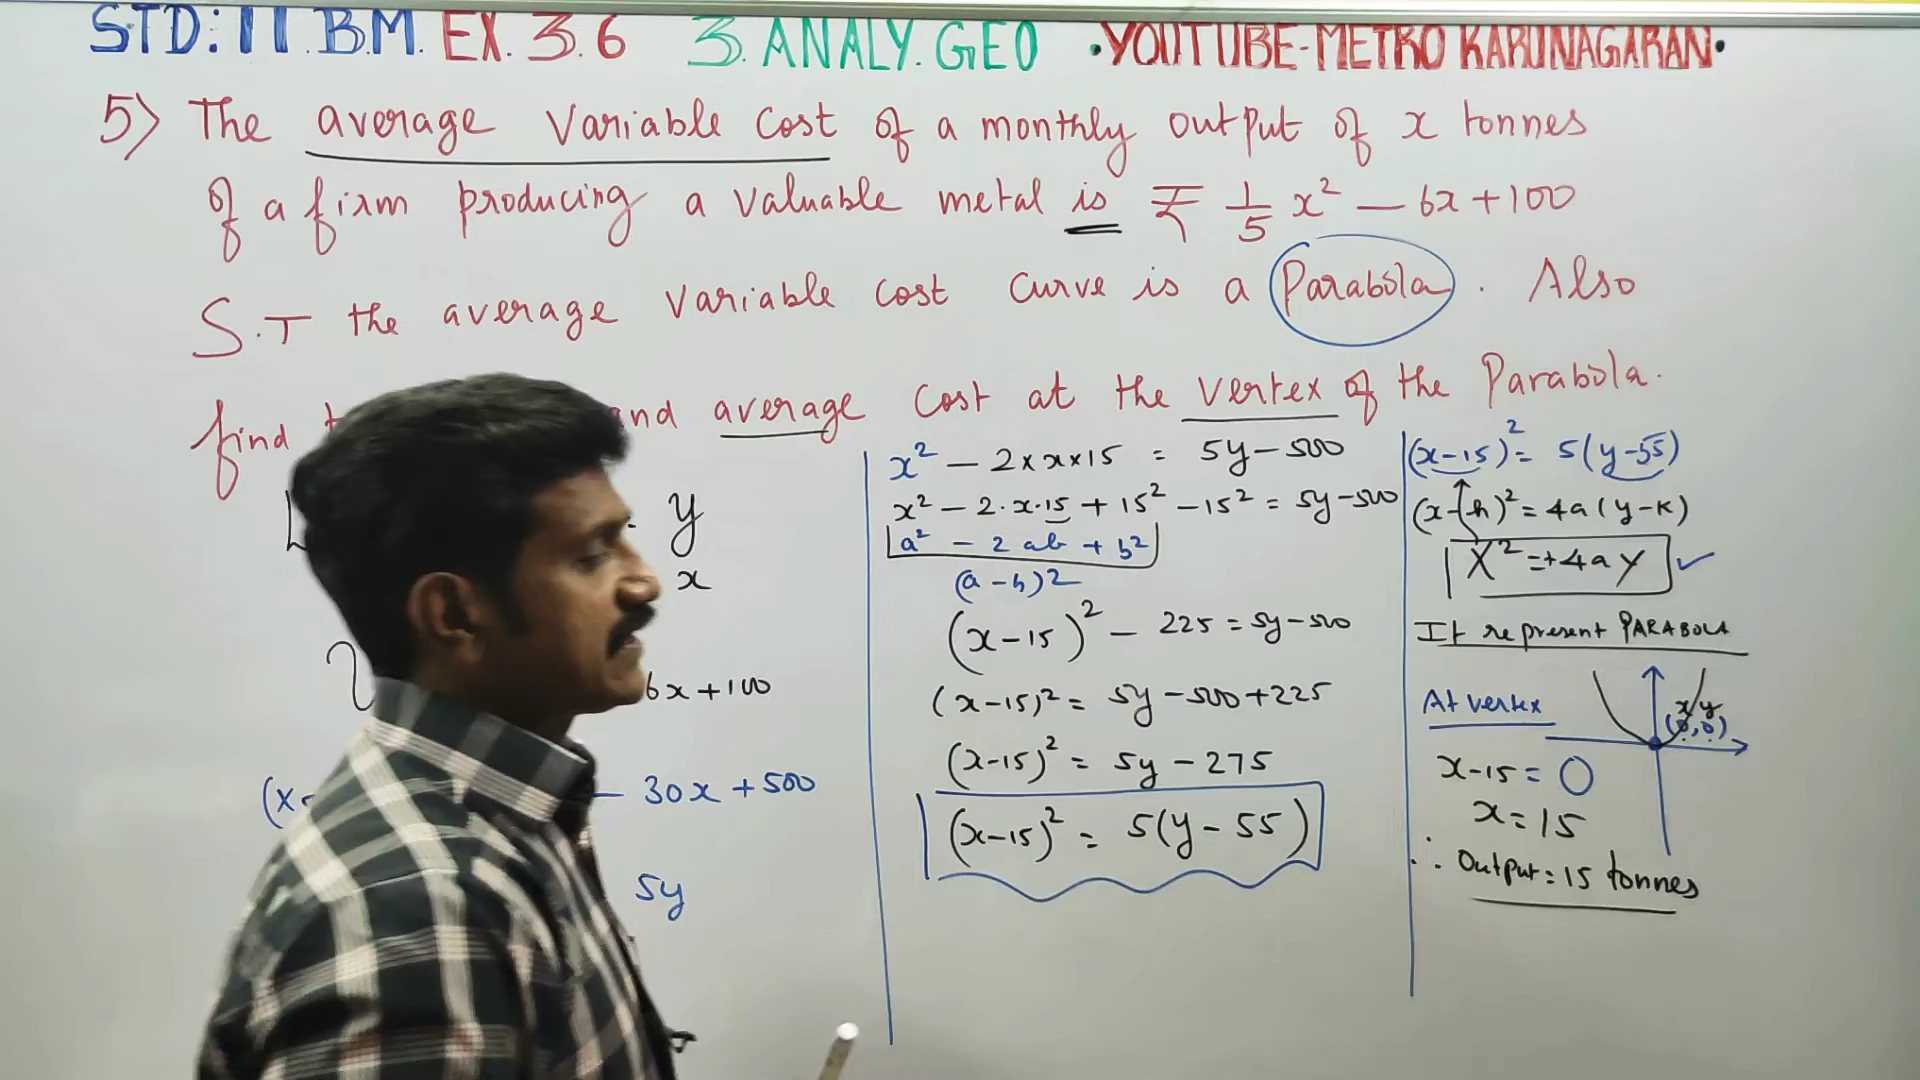 STD: 11. B.M. EX. 3.6 3. ANALY. GEO •YOUTUBE-METRO KARUNAGARAN•
5) The average variable cost of a monthly output of x tonnes
of a firm producing a valuable metal is ₹ 1/5 x² - 6x + 100
S.T the average variable cost curve is a Parabola. Also
find average cost at the vertex of the Parabola.
y
x
6x + 100
- 30x + 500
5y
x² - 2×x×15 = 5y - 500
x² - 2·x·15 + 15² - 15² = 5y - 500
a² - 2ab + b²
(a-b)²
(x-15)² - 225 = 5y - 500
(x-15)² = 5y - 500 + 225
(x-15)² = 5y - 275
(x-15)² = 5(y - 55)
(x-15)² = 5(y-55)
(x-h)² = 4a(y-k)
X² = +4aY
It represent PARABOLA
At vertex
x y
(0,0)
x-15 = 0
x = 15
∴ Output = 15 tonnes